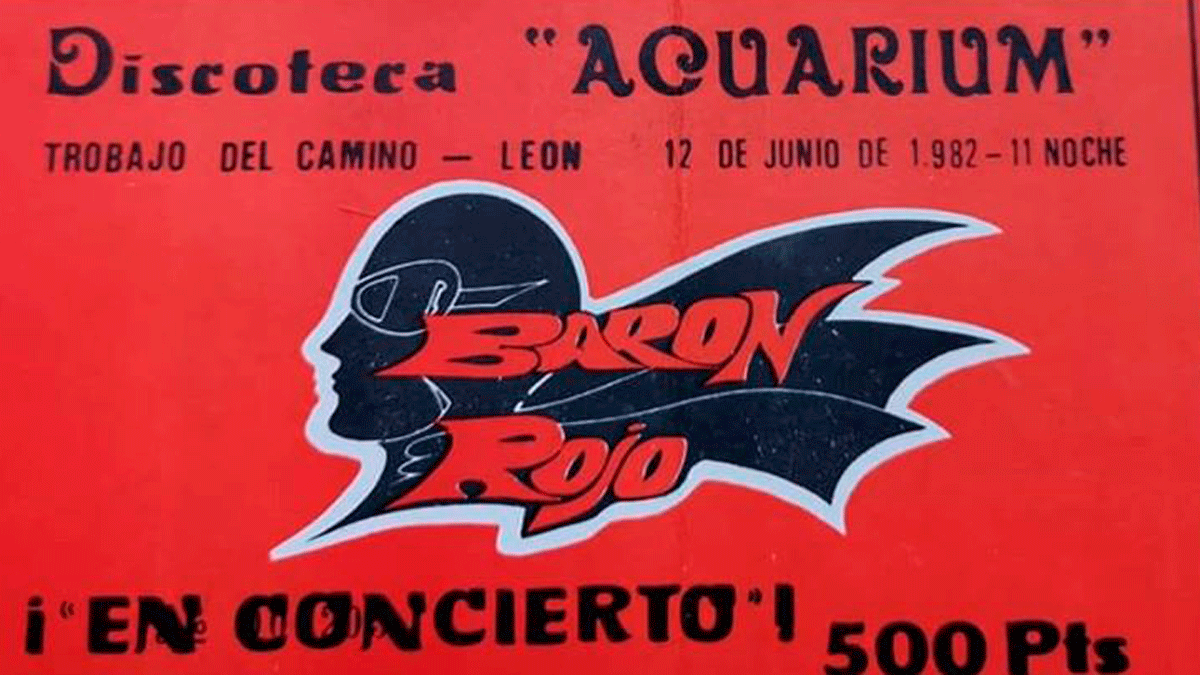 Discoteca "ACUARIUM"
TROBAJO DEL CAMINO — LEON 12 DE JUNIO DE 1.982 - 11 NOCHE
BARON
ROJO
¡"EN CONCIERTO"!
500 Pts